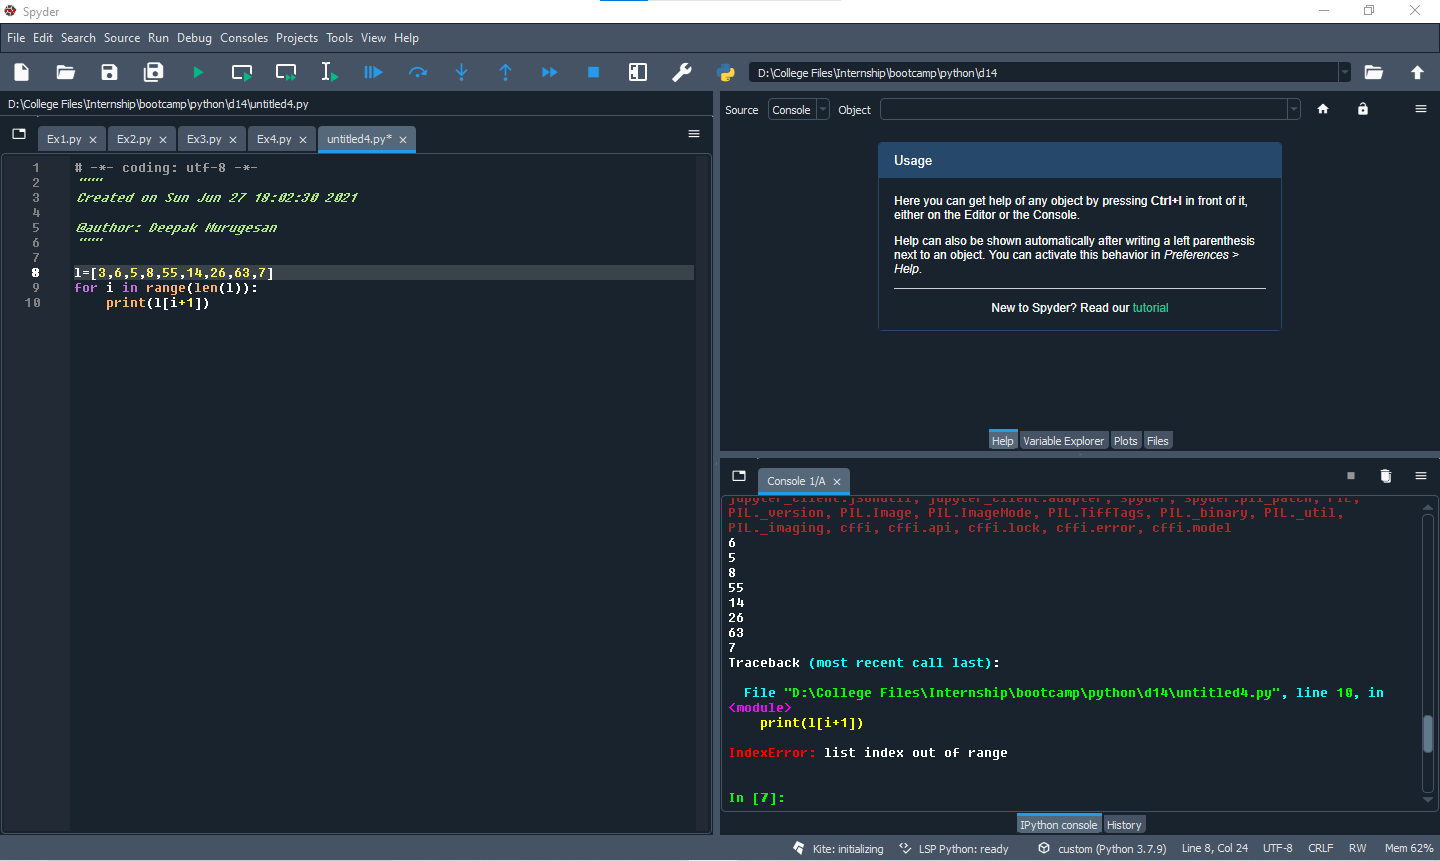 Spyder
File Edit Search Source Run Debug Consoles Projects Tools View Help
D:\College Files\Internship\bootcamp\python\d14
D:\College Files\Internship\bootcamp\python\d14\untitled4.py
Ex1.py Ex2.py Ex3.py Ex4.py untitled4.py*
1 # -*- coding: utf-8 -*-
2 """
3 Created on Sun Jun 27 18:02:30 2021
4
5 @author: Deepak Murugesan
6 """
7
8 l=[3,6,5,8,55,14,26,63,7]
9 for i in range(len(l)):
10     print(l[i+1])
Source Console Object
Usage
Here you can get help of any object by pressing Ctrl+I in front of it,
either on the Editor or the Console.
Help can also be shown automatically after writing a left parenthesis
next to an object. You can activate this behavior in Preferences >
Help.
New to Spyder? Read our tutorial
Help Variable Explorer Plots Files
Console 1/A
jupyter_client.jsonutil, jupyter_client.adapter, spyder, spyder.pil_patch, PIL,
PIL._version, PIL.Image, PIL.ImageMode, PIL.TiffTags, PIL._binary, PIL._util,
PIL._imaging, cffi, cffi.api, cffi.lock, cffi.error, cffi.model
6
5
8
55
14
26
63
7
Traceback (most recent call last):
File "D:\College Files\Internship\bootcamp\python\d14\untitled4.py", line 10, in
<module>
print(l[i+1])
IndexError: list index out of range
In [7]:
IPython console History
Kite: initializing LSP Python: ready custom (Python 3.7.9) Line 8, Col 24 UTF-8 CRLF RW Mem 62%